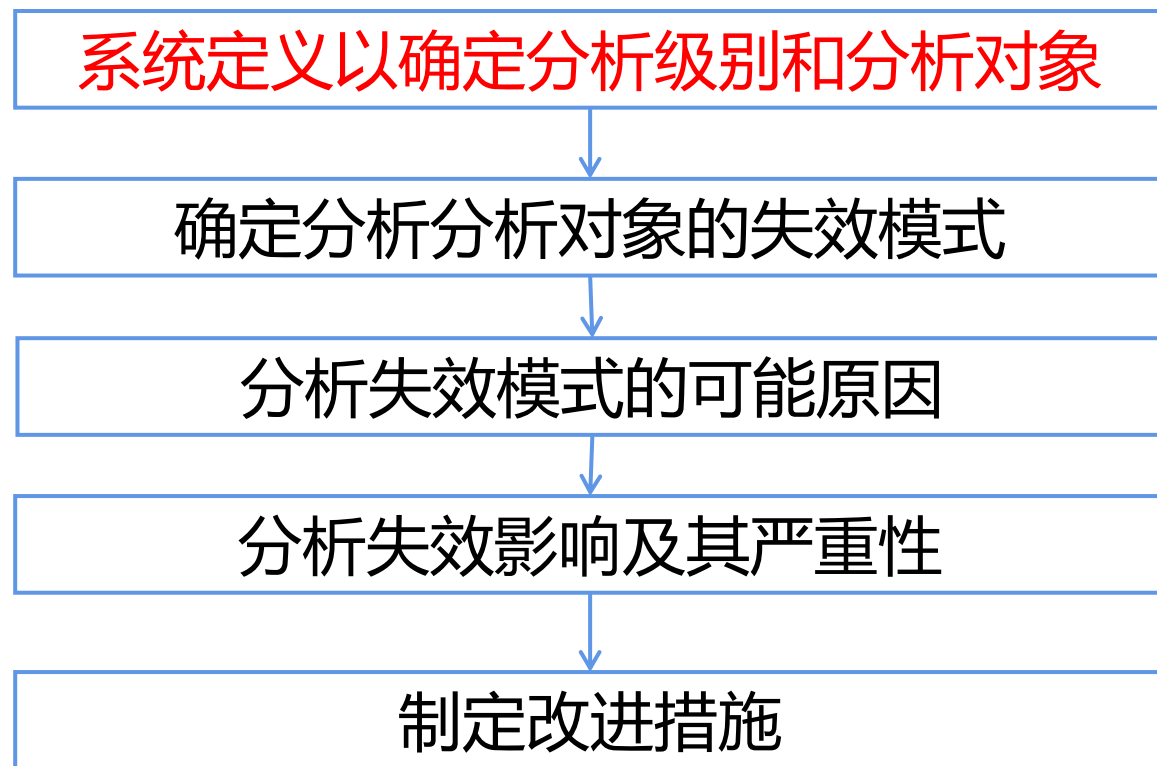 系统定义以确定分析级别和分析对象
确定分析分析对象的失效模式
分析失效模式的可能原因
分析失效影响及其严重性
制定改进措施